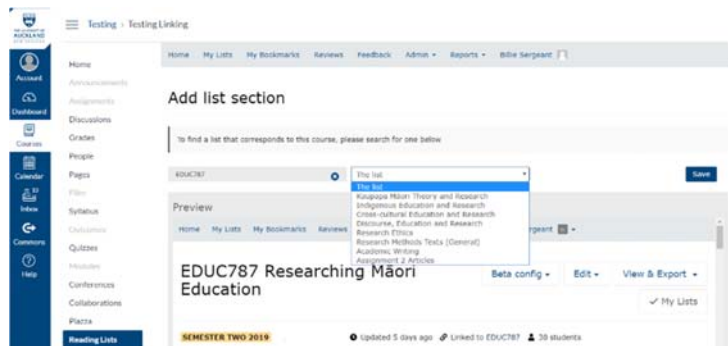 THE UNIVERSITY OF
AUCKLAND
NEW ZEALAND
Testing › Testing Linking
Account
Dashboard
Courses
Calendar
Inbox
Commons
Help
Home
Announcements
Assignments
Discussions
Grades
People
Pages
Files
Syllabus
Outcomes
Quizzes
Modules
Conferences
Collaborations
Piazza
Reading Lists
Home My Lists My Bookmarks Reviews Feedback Admin Reports Billie Sergeant
Add list section
To find a list that corresponds to this course, please search for one below
EDUC787 The list Save
The list
Kaupapa Māori Theory and Research
Indigenous Education and Research
Cross-cultural Education and Research
Discourse, Education and Research
Research Ethics
Research Methods Texts (General)
Academic Writing
Assignment 2 Articles
Preview
Home My Lists My Bookmarks Reviews
EDUC787 Researching Māori
Education
Beta config Edit View & Export
My Lists
SEMESTER TWO 2019 Updated 5 days ago Linked to EDUC787 38 students